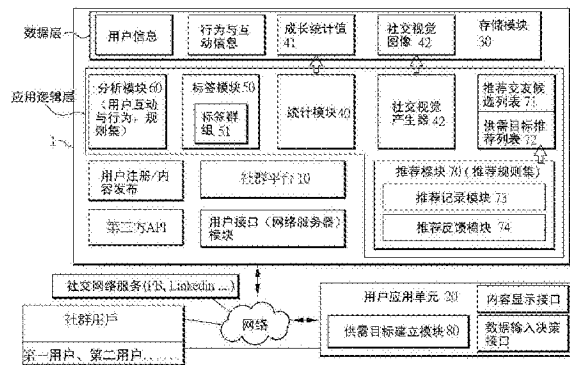 数据层
用户信息
行为与互
动信息
成长统计值
41
社交视觉
图像 42
存储模块
30
应用逻辑层
分析模块60
(用户互动
与行为，规
则集)
标签模块50
标签群
组 51
统计模块40
社交视觉
产生器 42
推荐交友候
选列表 71
供需目标推
荐列表 72
1
用户注册/内
容发布
社群平台 10
推荐模块 70(推荐规则集)
推荐记录模块 73
推荐反馈模块 74
第三方API
用户接口（网络服务器）
模块
社交网络服务(FB, Linkedin ....)
社群用户
第一用户、第二用户......
网络
用户应用单元 20
供需目标建立模块80
内容显示接口
数据输入决策
接口